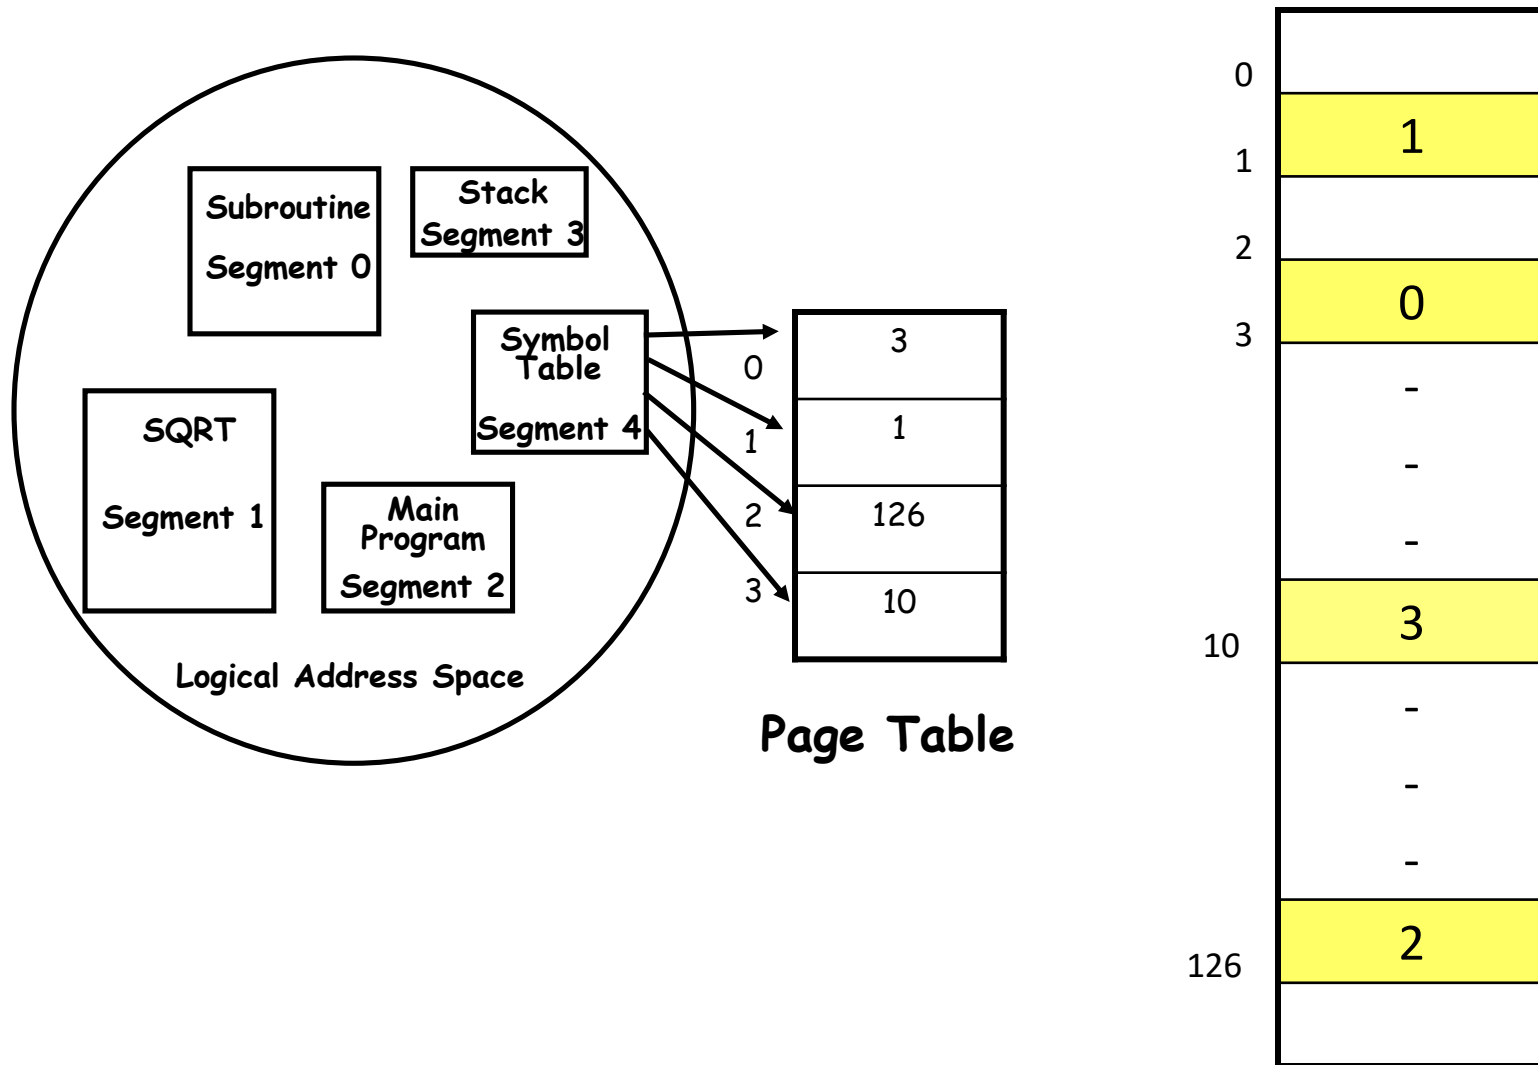 Subroutine
Segment 0
Stack
Segment 3
Symbol
Table
Segment 4
SQRT
Segment 1
Main
Program
Segment 2
Logical Address Space
0
1
2
3
3
1
126
10
Page Table
0
1
1
2
3
0
-
-
-
10
3
-
-
-
126
2